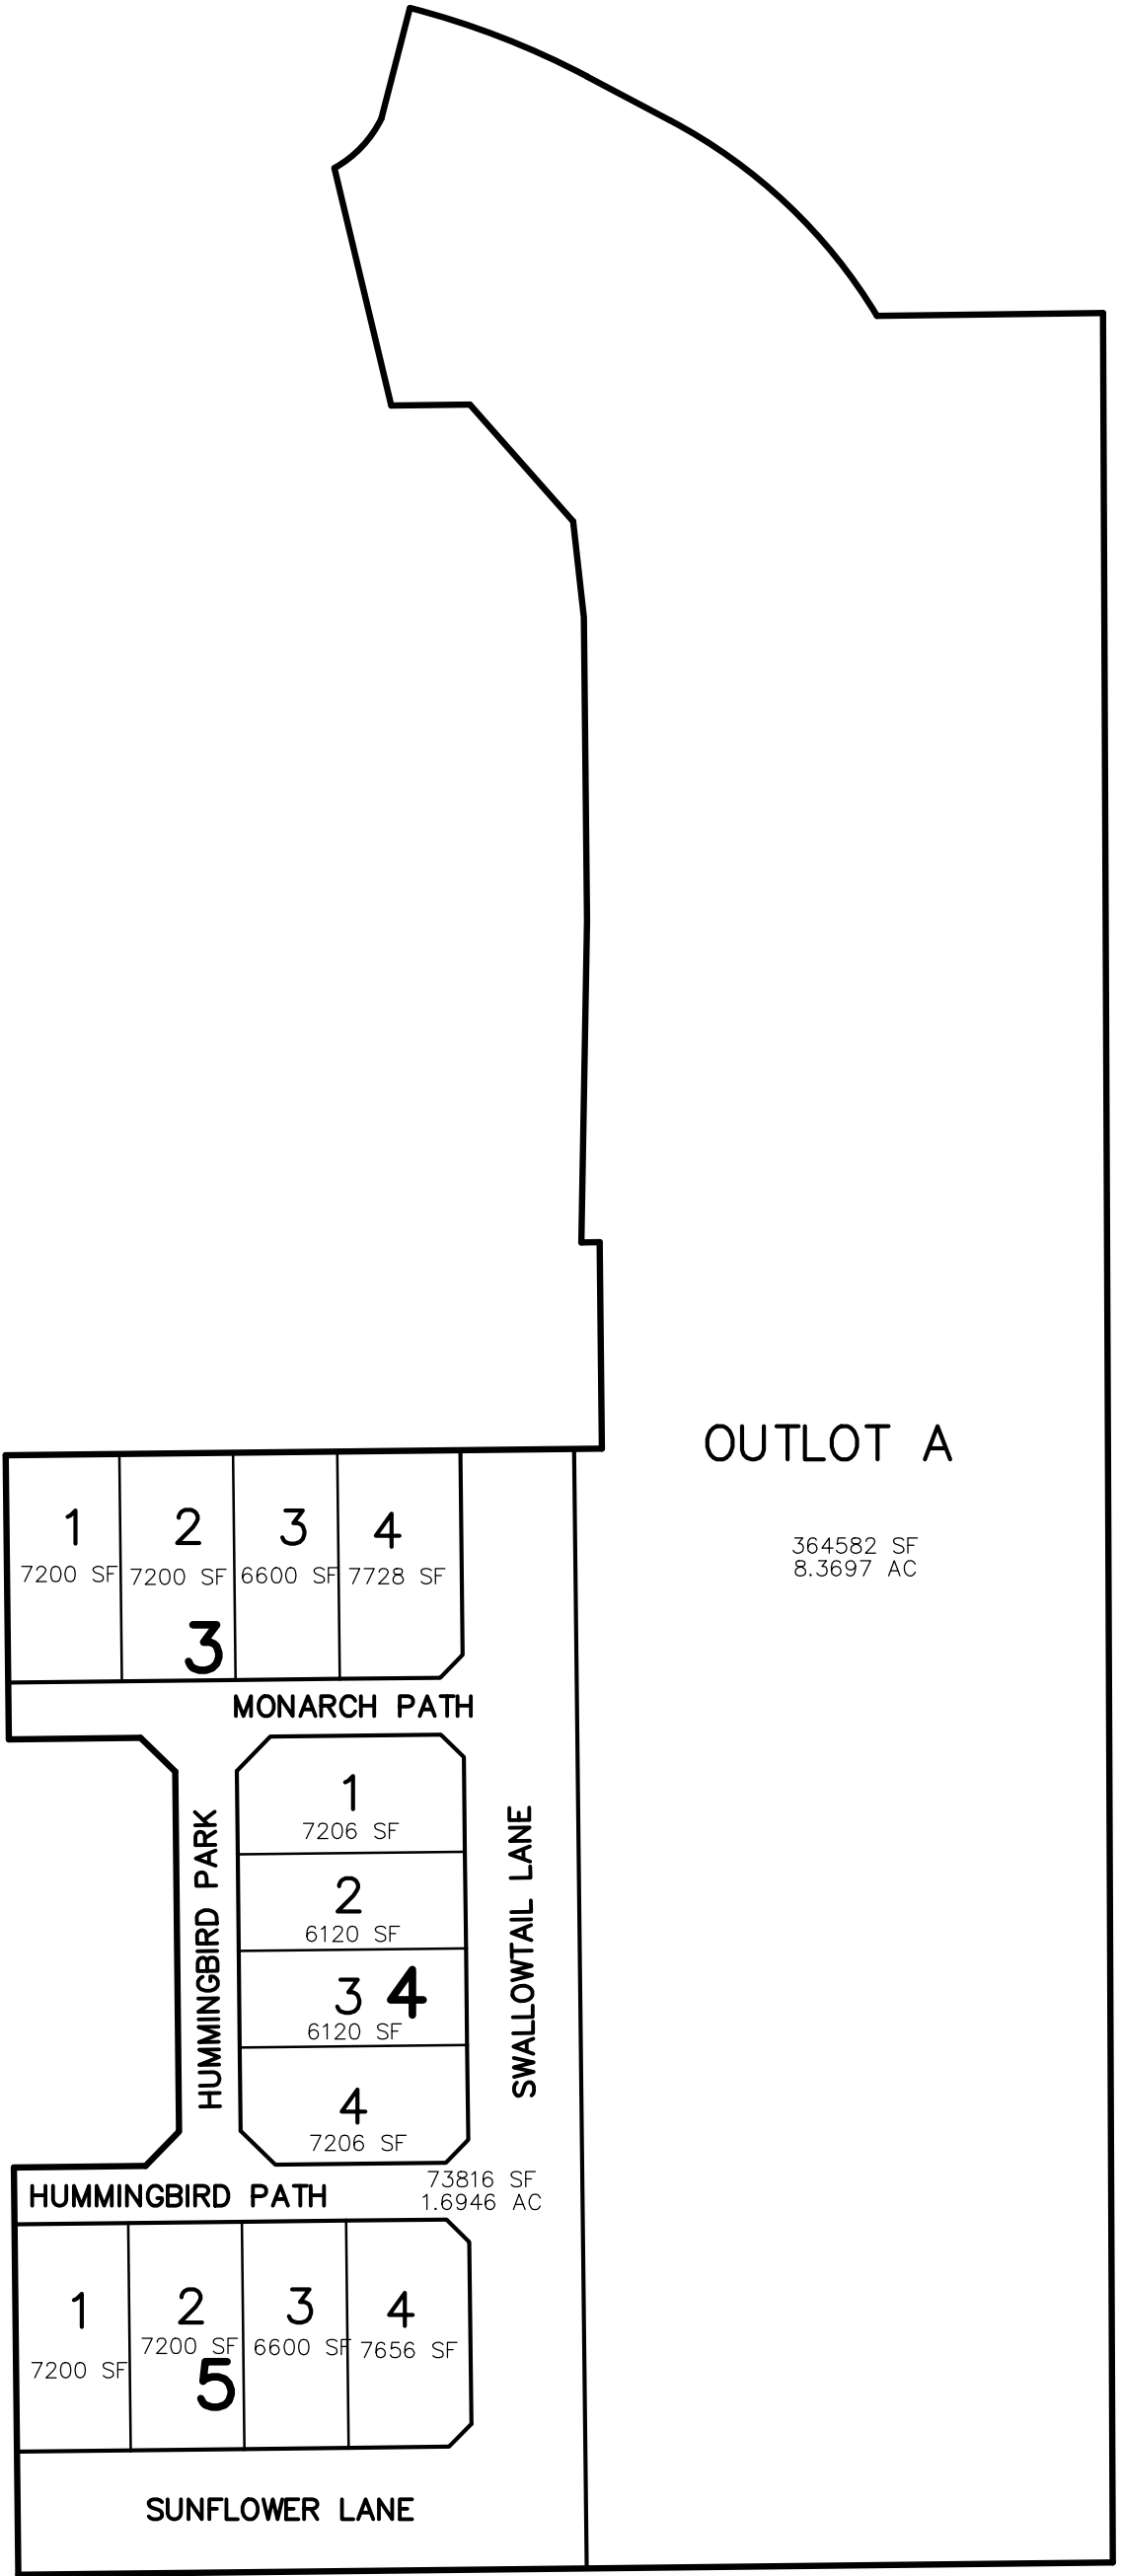 OUTLOT A
364582 SF
8.3697 AC
1
7200 SF
2
7200 SF
3
6600 SF
4
7728 SF
3
MONARCH PATH
HUMMINGBIRD PARK
1
7206 SF
2
6120 SF
3
6120 SF
4
4
7206 SF
SWALLOWTAIL LANE
73816 SF
1.6946 AC
HUMMINGBIRD PATH
1
7200 SF
2
7200 SF
3
6600 SF
4
7656 SF
5
SUNFLOWER LANE